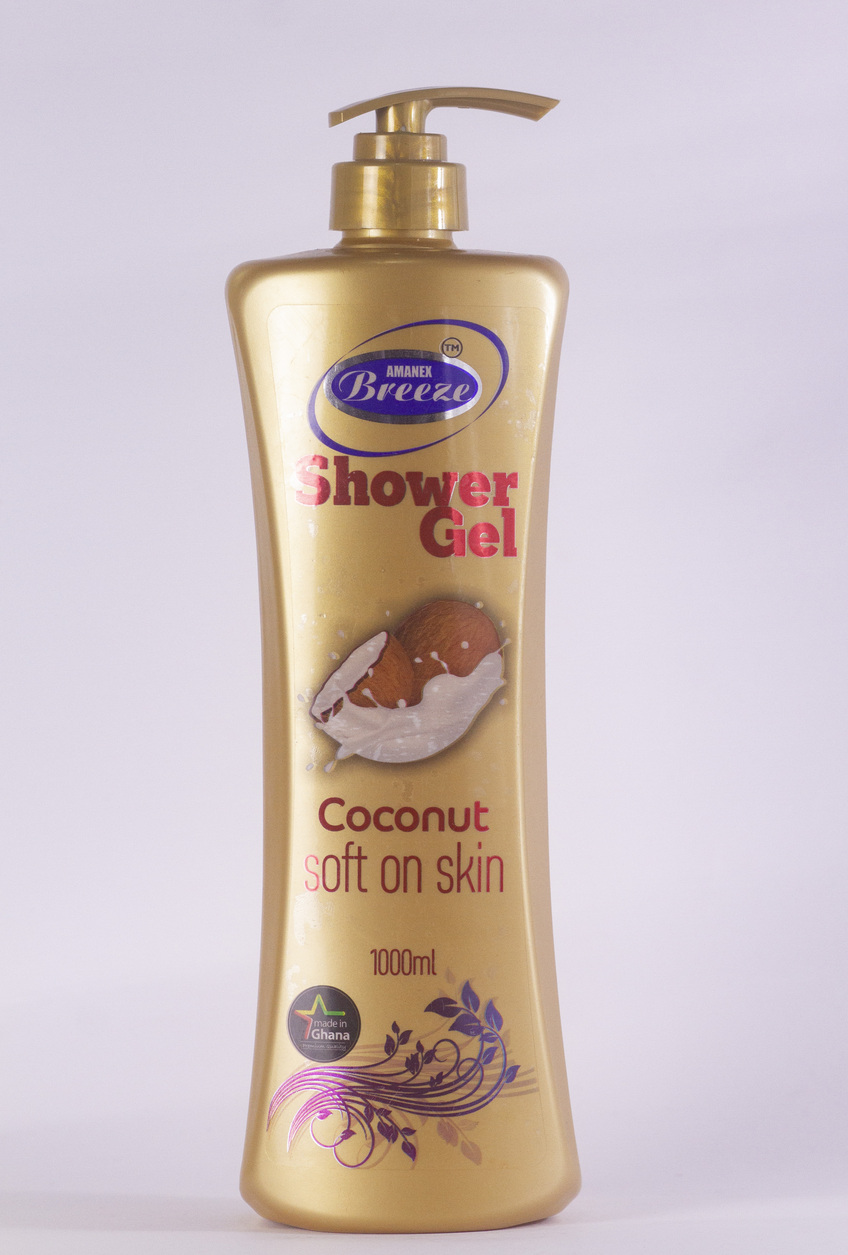 TM
AMANEX
Breeze
Shower
Gel
Coconut
soft on skin
1000ml
made in
Ghana